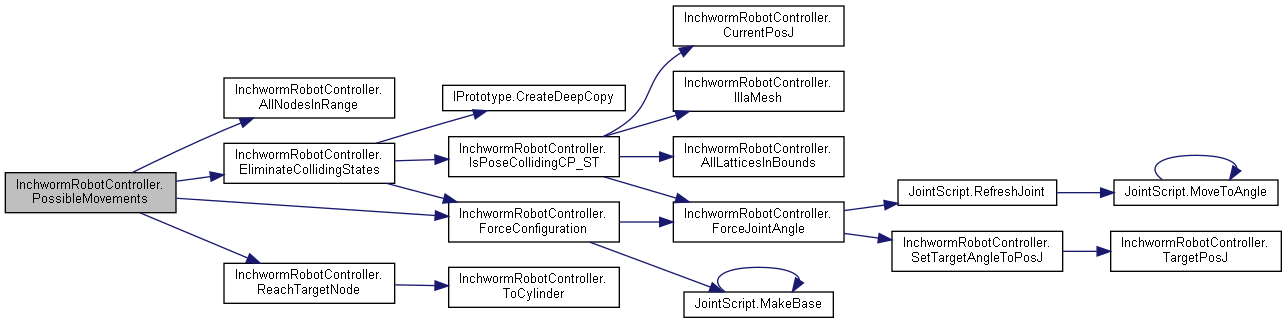 InchwormRobotController.
PossibleMovements
InchwormRobotController.
AllNodesInRange
InchwormRobotController.
EliminateCollidingStates
InchwormRobotController.
ReachTargetNode
IPrototype.CreateDeepCopy
InchwormRobotController.
IsPoseCollidingCP_ST
InchwormRobotController.
ForceConfiguration
InchwormRobotController.
ToCylinder
InchwormRobotController.
CurrentPosJ
InchwormRobotController.
IllaMesh
InchwormRobotController.
AllLatticesInBounds
InchwormRobotController.
ForceJointAngle
JointScript.MakeBase
JointScript.RefreshJoint
InchwormRobotController.
SetTargetAngleToPosJ
JointScript.MoveToAngle
InchwormRobotController.
TargetPosJ